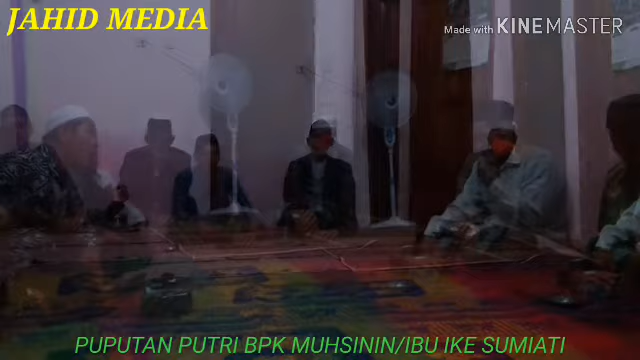 JAHID MEDIA
Made with KINEMASTER
PUPUTAN PUTRI BPK MUHSININ/IBU IKE SUMIATI